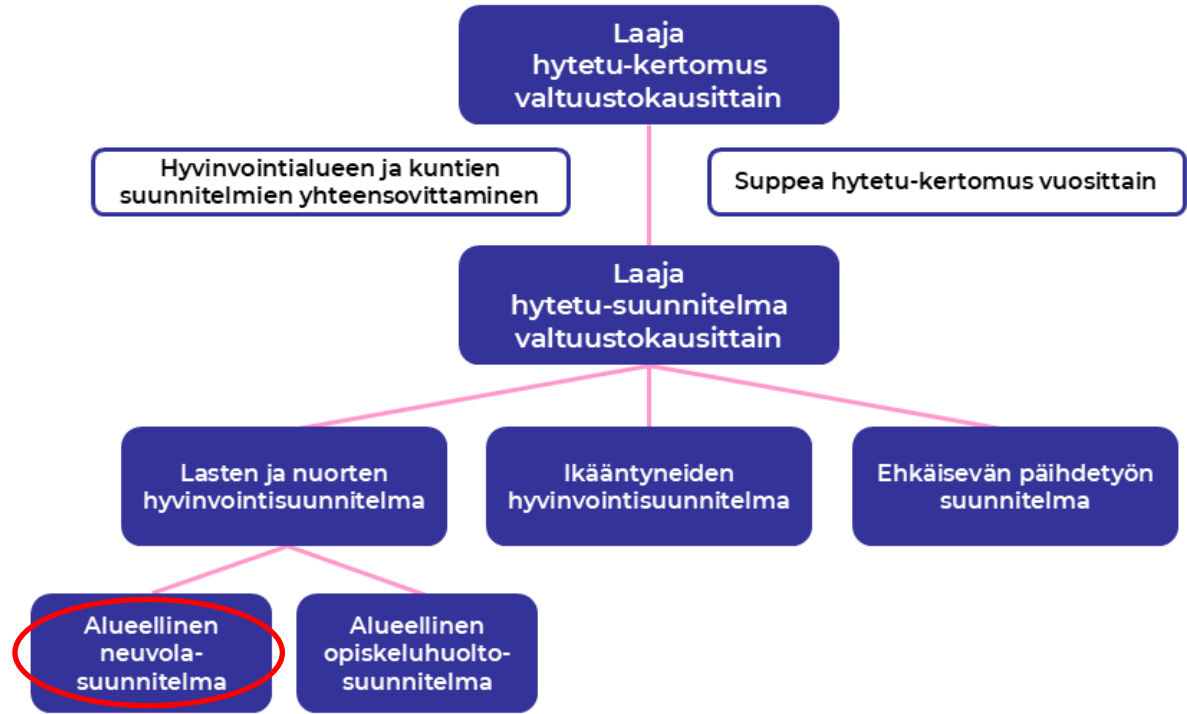 Laaja
hytetu-kertomus
valtuustokausittain
Hyvinvointialueen ja kuntien
suunnitelmien yhteensovittaminen
Suppea hytetu-kertomus vuosittain
Laaja
hytetu-suunnitelma
valtuustokausittain
Lasten ja nuorten
hyvinvointisuunnitelma
Ikääntyneiden
hyvinvointisuunnitelma
Ehkäisevän päihdetyön
suunnitelma
Alueellinen
neuvola-
suunnitelma
Alueellinen
opiskeluhuolto-
suunnitelma